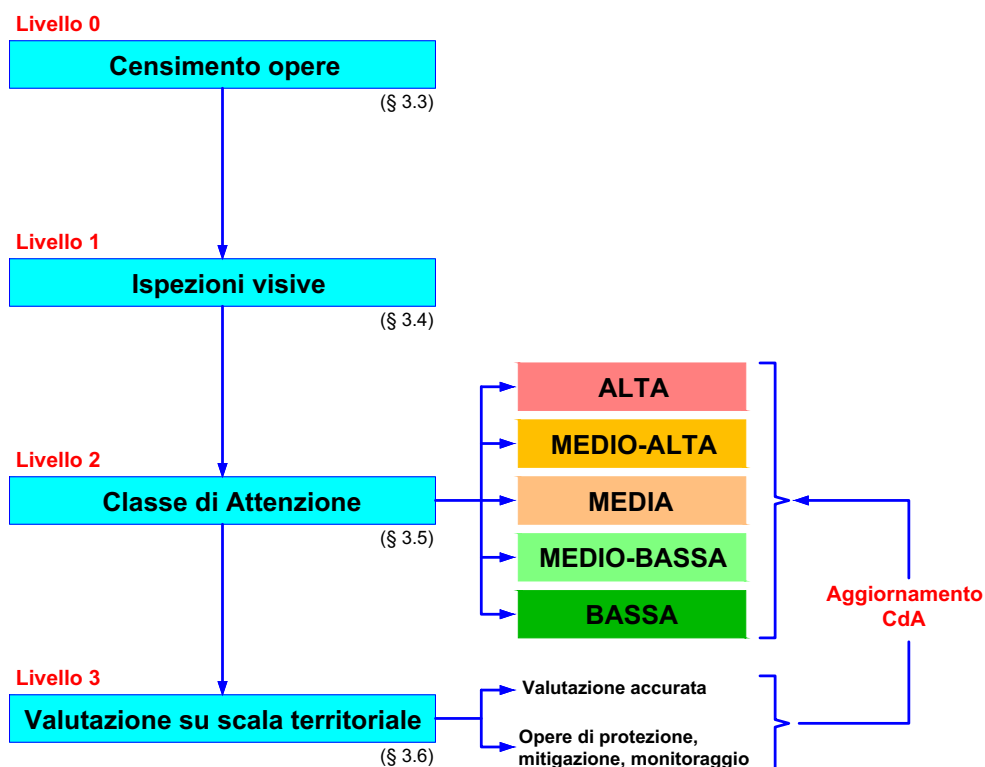 Livello 0
Censimento opere
(§ 3.3)
Livello 1
Ispezioni visive
(§ 3.4)
Livello 2
Classe di Attenzione
(§ 3.5)
ALTA
MEDIO-ALTA
MEDIA
MEDIO-BASSA
BASSA
Aggiornamento
CdA
Livello 3
Valutazione su scala territoriale
(§ 3.6)
Valutazione accurata
Opere di protezione,
mitigazione, monitoraggio